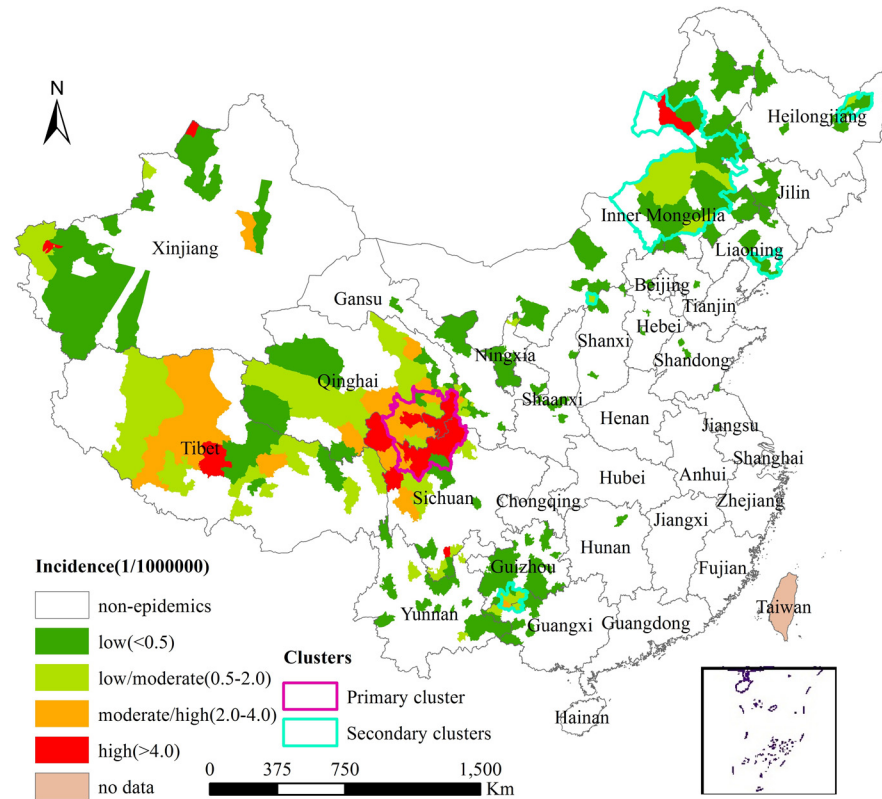 N
Heilongjiang
Jilin
Inner Mongollia
Liaoning
Xinjiang
Beijing
Gansu
Tianjin
Hebei
Shanxi
Ningxia
Shandong
Qinghai
Shaanxi
Henan
Jiangsu
Tibet
Shanghai
Hubei
Anhui
Sichuan
Chongqing
Zhejiang
Jiangxi
Hunan
Fujian
Guizhou
Taiwan
Yunnan
Guangxi
Guangdong
Hainan
Incidence(1/1000000)
non-epidemics
low(<0.5)
low/moderate(0.5-2.0)
moderate/high(2.0-4.0)
high(>4.0)
no data
Clusters
Primary cluster
Secondary clusters
0 375 750 1,500
Km